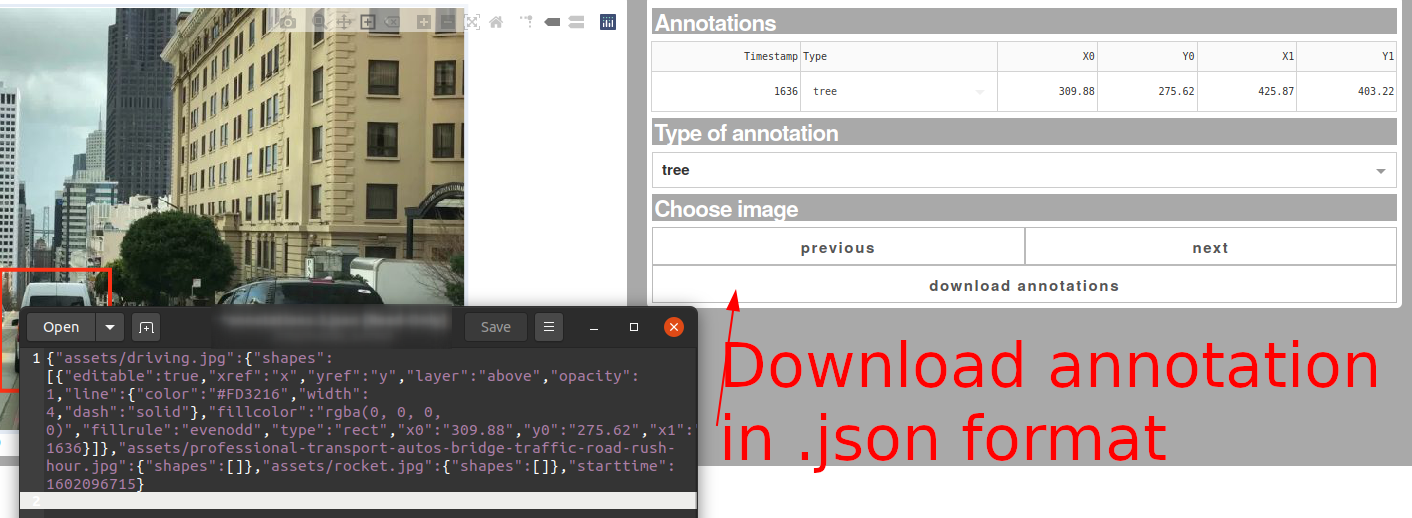 Annotations
Timestamp Type X0 Y0 X1 Y1
1636 tree 309.88 275.62 425.87 403.22
Type of annotation
tree
Choose image
previous next
download annotations
Open Save
1 {"assets/driving.jpg":{"shapes":
[{"editable":true,"xref":"x","yref":"y","layer":"above","opacity":
1,"line":{"color":"#FD3216","width":
4,"dash":"solid"},"fillcolor":"rgba(0, 0, 0,
0)","fillrule":"evenodd","type":"rect","x0":"309.88","y0":"275.62","x1":"
1636}]},"assets/professional-transport-autos-bridge-traffic-road-rush-
hour.jpg":{"shapes":[]},"assets/rocket.jpg":{"shapes":[]},"starttime":
1602096715}
2
Download annotation
in .json format